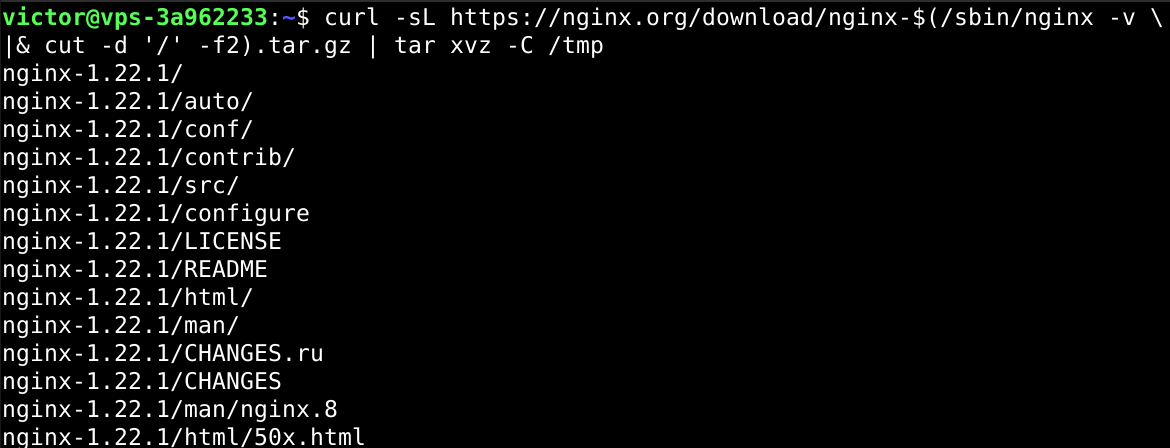 victor@vps-3a962233:~$ curl -sL https://nginx.org/download/nginx-$(/sbin/nginx -v \
|& cut -d '/' -f2).tar.gz | tar xvz -C /tmp
nginx-1.22.1/
nginx-1.22.1/auto/
nginx-1.22.1/conf/
nginx-1.22.1/contrib/
nginx-1.22.1/src/
nginx-1.22.1/configure
nginx-1.22.1/LICENSE
nginx-1.22.1/README
nginx-1.22.1/html/
nginx-1.22.1/man/
nginx-1.22.1/CHANGES.ru
nginx-1.22.1/CHANGES
nginx-1.22.1/man/nginx.8
nginx-1.22.1/html/50x.html